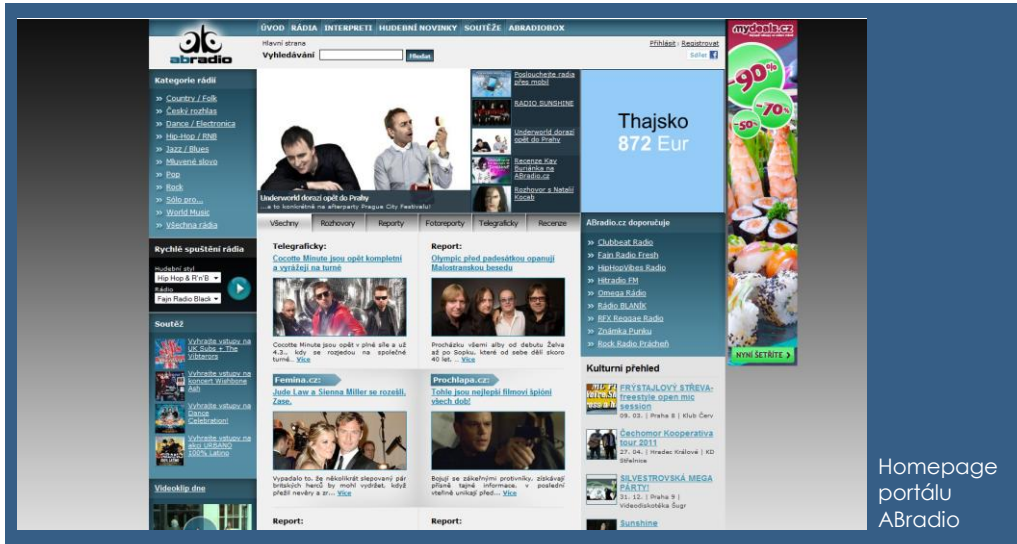 abradio
ÚVOD RÁDIA INTERPRETI HUDEBNÍ NOVINKY SOUTĚŽE ABRADIOBOX
Hlavní strana
Přihlásit · Registrovat
Vyhledávání
Hledat
Sdílet
Kategorie rádií
» Country / Folk
» Český rozhlas
» Dance / Electronica
» Hip-Hop / RNB
» Jazz / Blues
» Mluvené slovo
» Pop
» Rock
» Sólo pro...
» World Music
» Všechna rádia
Rychlé spuštění rádia
Hudební styl
Hip Hop & R'n'B
Rádio
Fajn Radio Black
Soutěž
Vyhrajte vstupy na
UK Subs + The
Vibrators
Vyhrajte vstupy na
koncert Wishbone
Ash
Vyhrajte vstupy na
Dance
Celebration!
Vyhrajte vstupy na
akci URBANO
100% Latino
Videoklip dne
Underworld dorazí opět do Prahy
...a to konkrétně na afterparty Prague City Festivalu!
Poslouchejte radia
přes mobil
RADIO SUNSHINE
Underworld dorazí
opět do Prahy
Recenze Kay
Buriánka na
ABradio.cz
Rozhovor s Natálií
Kocab
Všechny Rozhovory Reporty Fotoreporty Telegraficky Recenze
Telegraficky:
Cocotte Minute jsou opět kompletní
a vyrážejí na turné
Cocotte Minute jsou opět v plné síle a už
4.3., kdy se rozjedou na společné
turné.. Více
Report:
Olympic před padesátkou opanují
Malostranskou besedu
Procházku všemi alby od debutu Želva
až po Sopku, které od sebe dělí skoro
40 let, ... Více
Femina.cz:
Jude Law a Sienna Miller se rozešli.
Zase.
Vypadalo to, že několikrát slepovaný pár
britských herců by mohl vydržet, když
přežil nevěry a zr... Více
Prochlapa.cz:
Tohle jsou nejlepší filmoví špióni
všech dob!
Bojují se zákeřnými protivníky, získávají
přísně tajné informace, v poslední
vteřině unikají před... Více
Report:
Report:
Thajsko
872 Eur
ABradio.cz doporučuje
» Clubbeat Radio
» Fajn Radio Fresh
» HipHopVibes Radio
» Hitradio FM
» Omega Rádio
» Rádio BLANÍK
» RFX Reggae Radio
» Známka Punku
» Rock Radio Prácheň
Kulturní přehled
FRÝSTAJLOVÝ STŘEVA-
freestyle open mic
session
09. 03. | Praha 8 | Klub Červ
Čechomor Kooperativa
tour 2011
27. 04. | Hradec Králové | KD
Střelnice
SILVESTROVSKÁ MEGA
PÁRTY!
31. 12. | Praha 9 |
Videodiskotéka Šugr
Sunshine
mydeals.cz
-90%
-70%
-50%
NYNÍ ŠETŘÍTE >
Homepage
portálu
ABradio